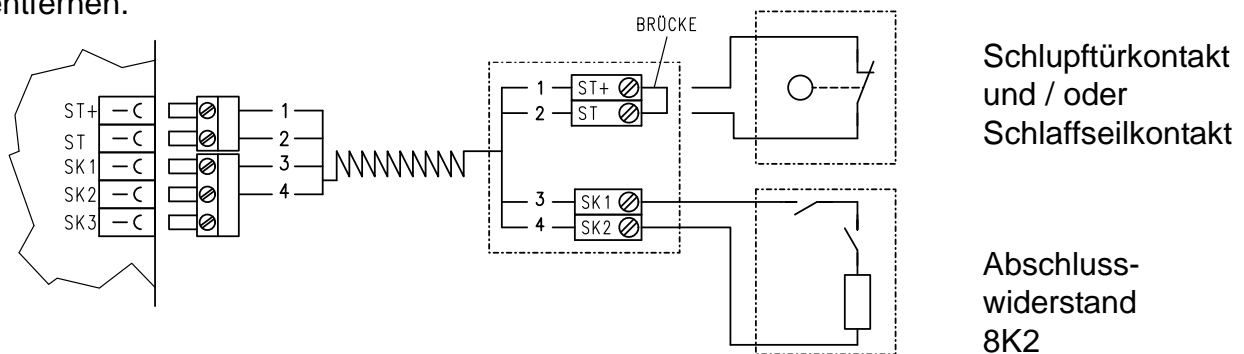 entfernen.
BRÜCKE
ST+
ST
SK1
SK2
SK3
1
2
3
4
1 ST+
2 ST
3 SK1
4 SK2
Schlupftürkontakt
und / oder
Schlaffseilkontakt
Abschluss-
widerstand
8K2